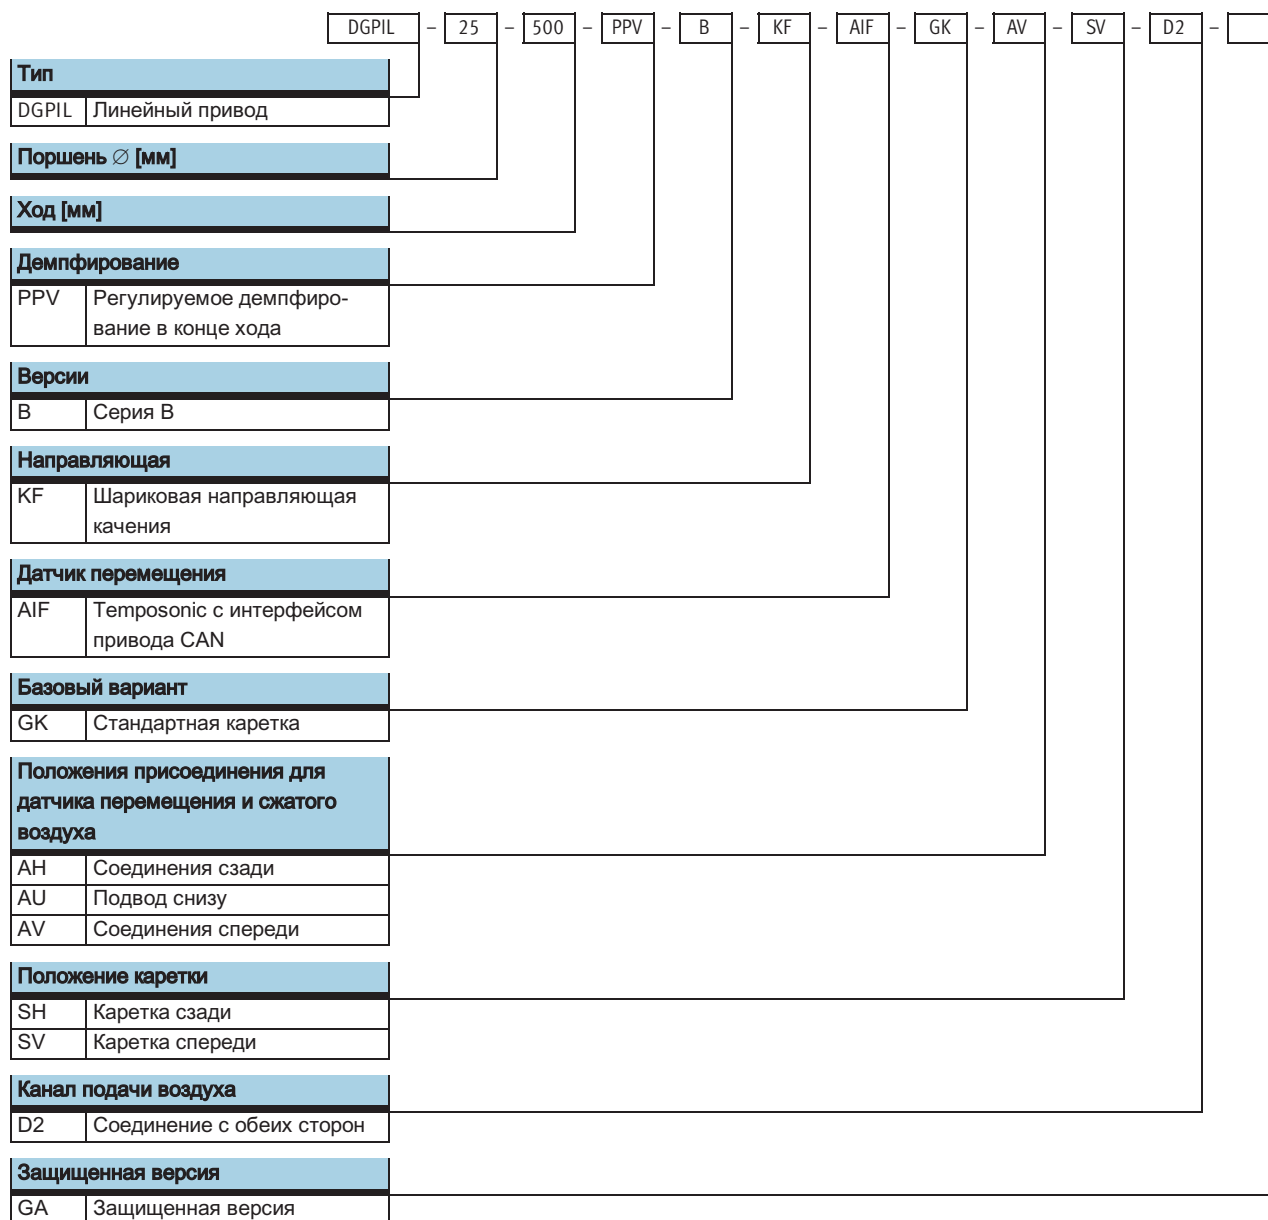 DGPIL – 25 – 500 – PPV – B – KF – AIF – GK – AV – SV – D2 –
Тип
DGPIL Линейный привод
Поршень ∅ [мм]
Ход [мм]
Демпфирование
PPV Регулируемое демпфиро-
вание в конце хода
Версии
B Серия B
Направляющая
KF Шариковая направляющая
качения
Датчик перемещения
AIF Temposonic с интерфейсом
привода CAN
Базовый вариант
GK Стандартная каретка
Положения присоединения для
датчика перемещения и сжатого
воздуха
AH Соединения сзади
AU Подвод снизу
AV Соединения спереди
Положение каретки
SH Каретка сзади
SV Каретка спереди
Канал подачи воздуха
D2 Соединение с обеих сторон
Защищенная версия
GA Защищенная версия